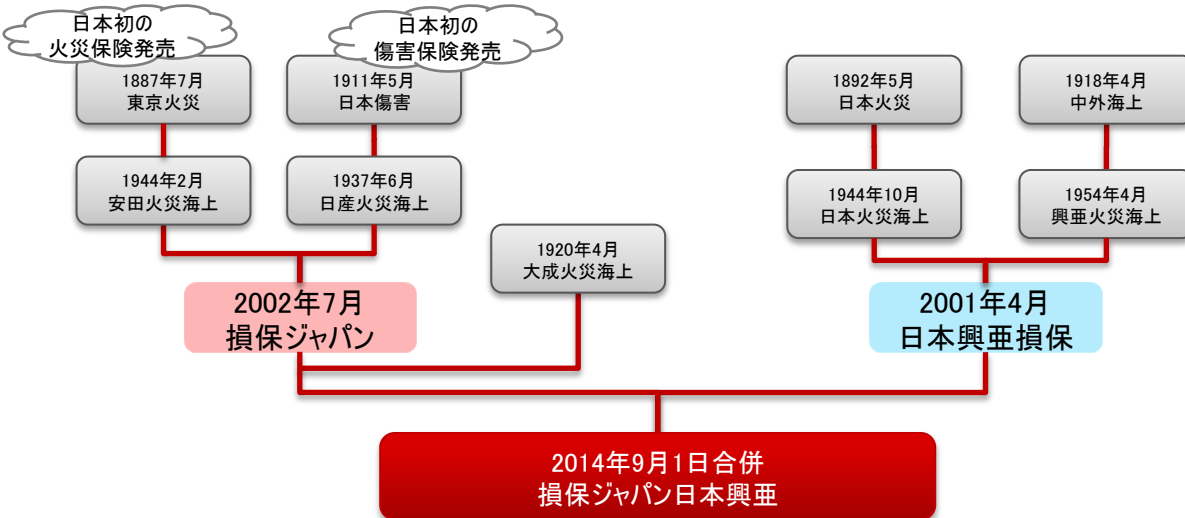 日本初の
火災保険発売
日本初の
傷害保険発売
1887年7月
東京火災
1911年5月
日本傷害
1892年5月
日本火災
1918年4月
中外海上
1944年2月
安田火災海上
1937年6月
日産火災海上
1944年10月
日本火災海上
1954年4月
興亜火災海上
1920年4月
大成火災海上
2002年7月
損保ジャパン
2001年4月
日本興亜損保
2014年9月1日合併
損保ジャパン日本興亜